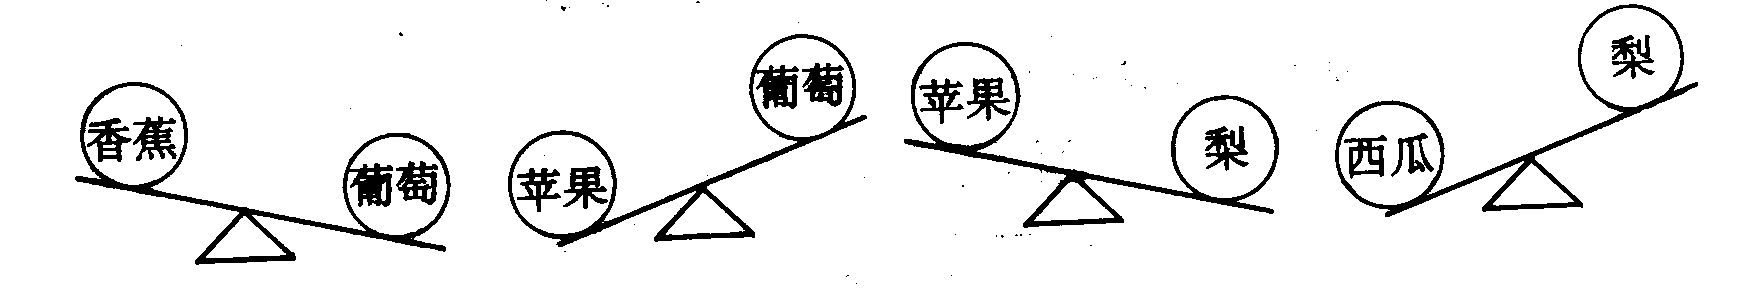 香蕉 葡萄 苹果 葡萄 苹果 梨 西瓜 梨